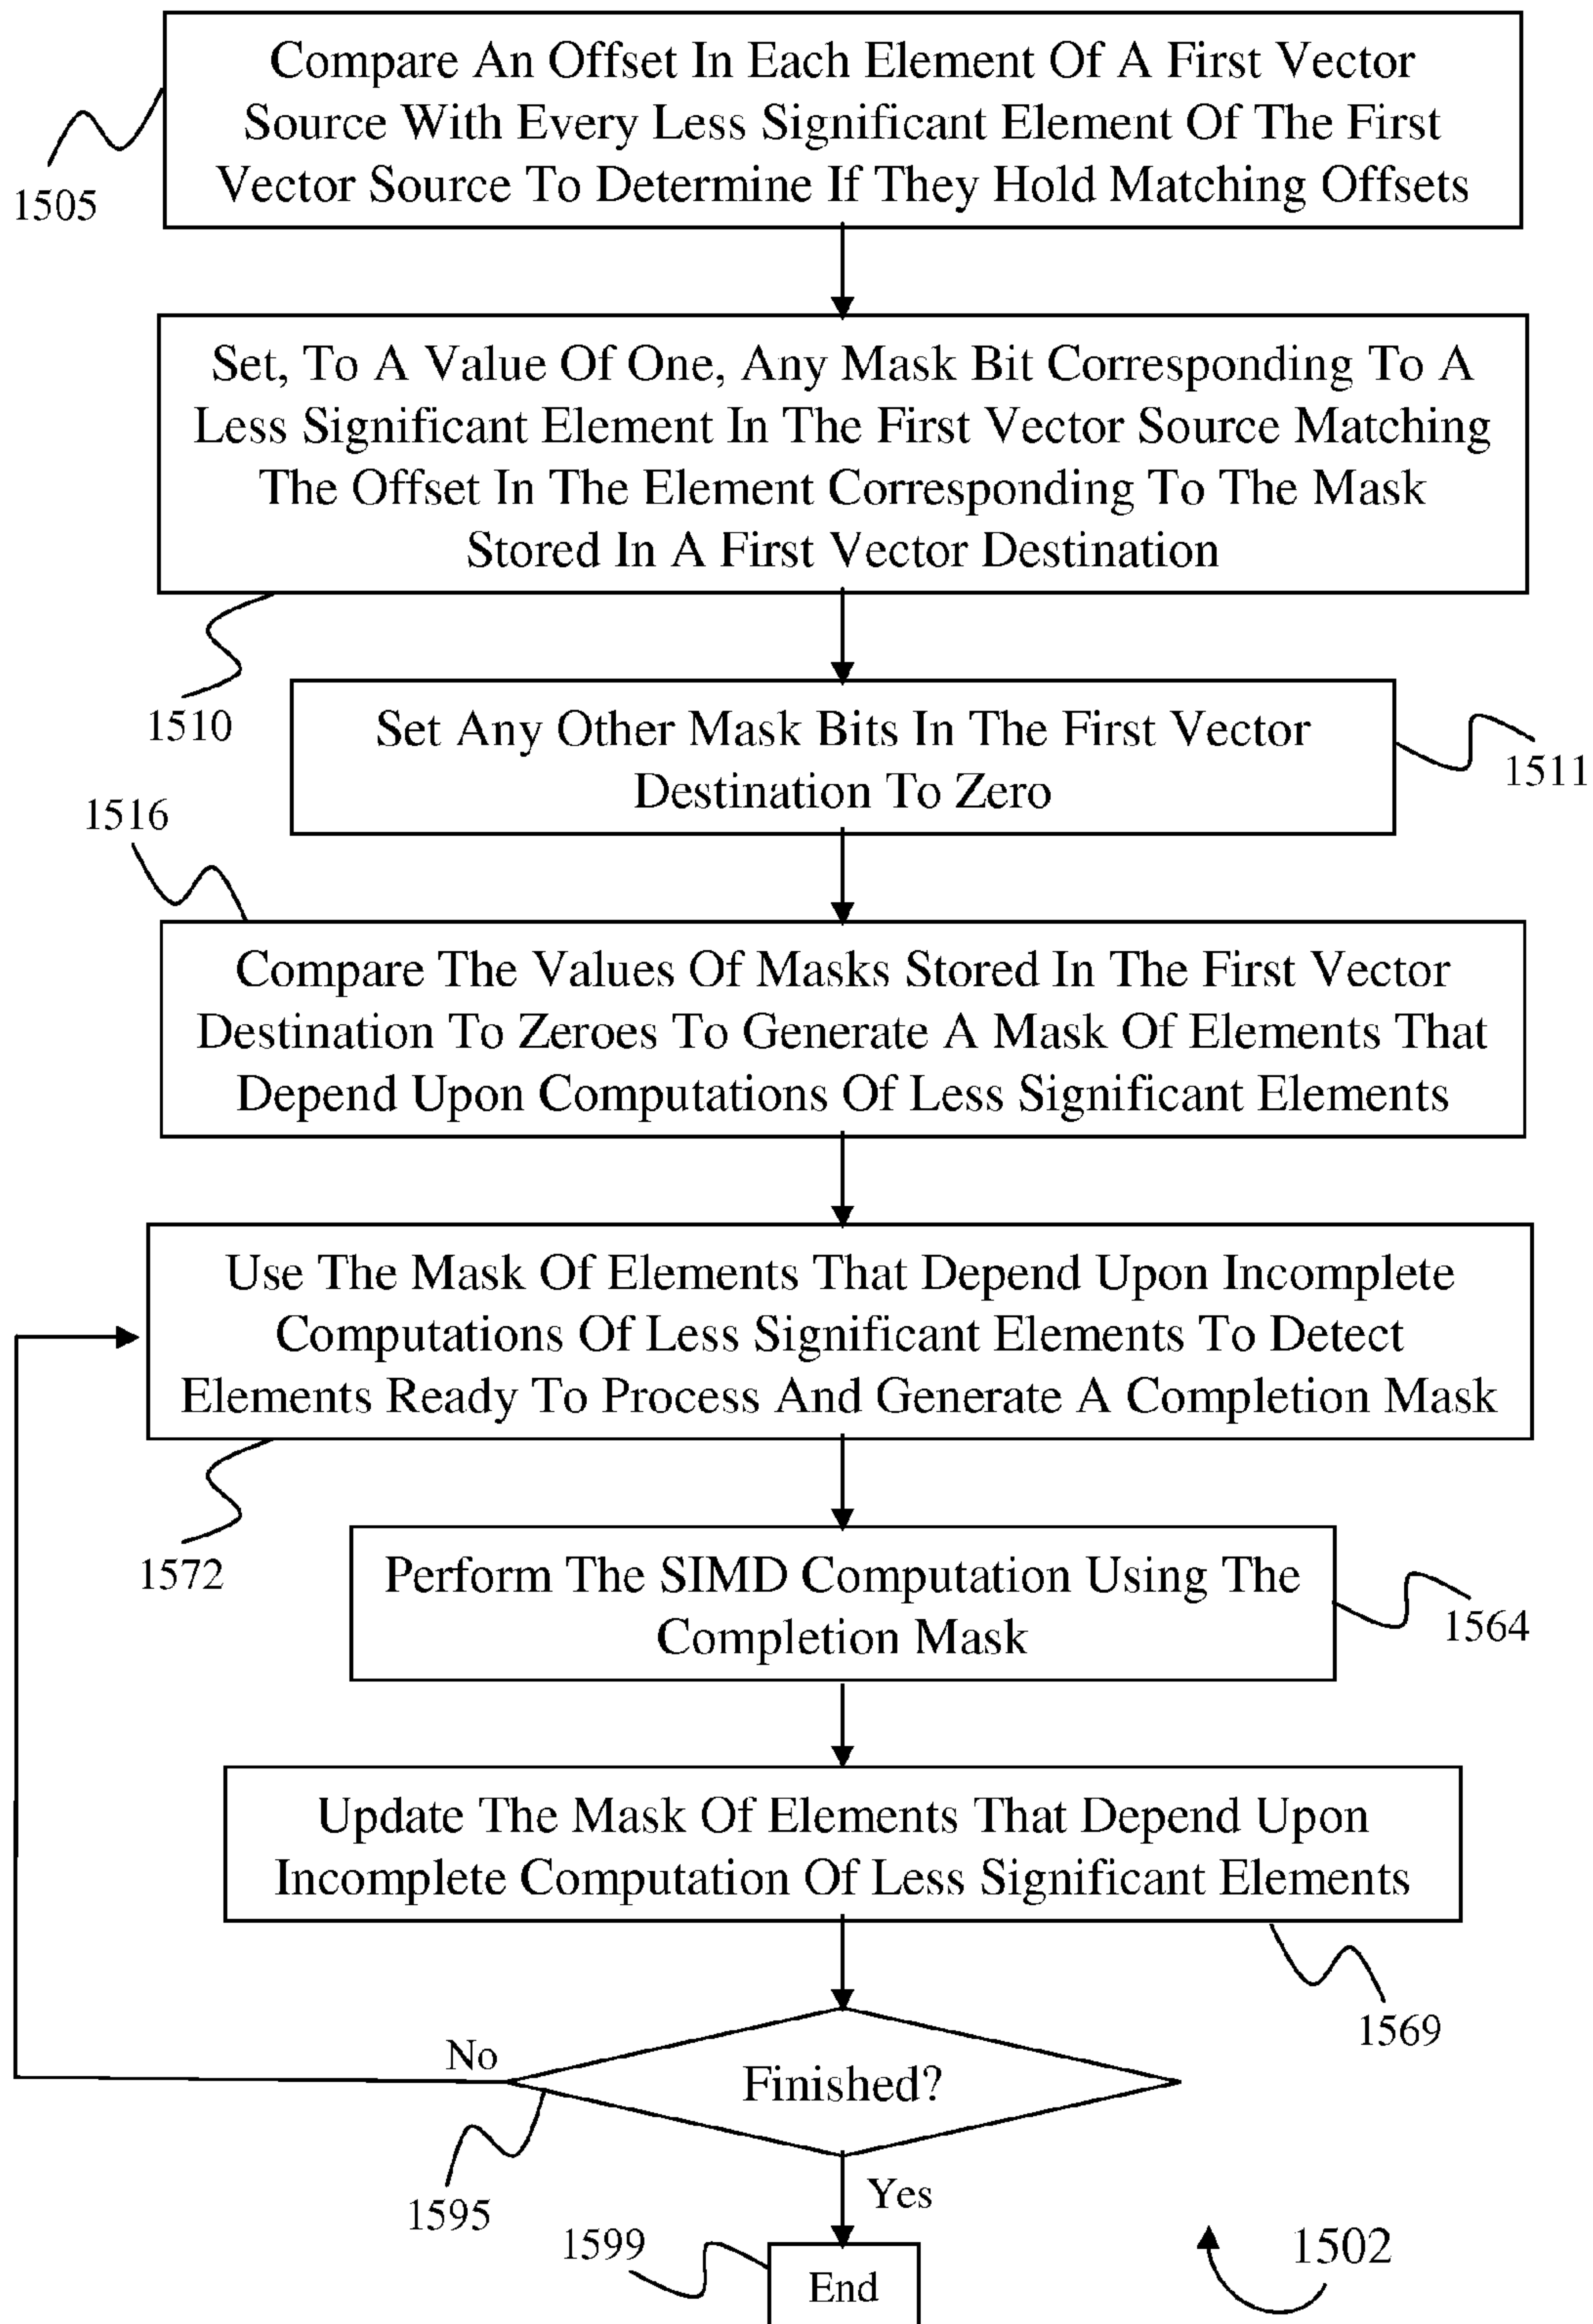 Compare An Offset In Each Element Of A First Vector
Source With Every Less Significant Element Of The First
Vector Source To Determine If They Hold Matching Offsets
1505
Set, To A Value Of One, Any Mask Bit Corresponding To A
Less Significant Element In The First Vector Source Matching
The Offset In The Element Corresponding To The Mask
Stored In A First Vector Destination
1510
Set Any Other Mask Bits In The First Vector
Destination To Zero
1511
1516
Compare The Values Of Masks Stored In The First Vector
Destination To Zeroes To Generate A Mask Of Elements That
Depend Upon Computations Of Less Significant Elements
Use The Mask Of Elements That Depend Upon Incomplete
Computations Of Less Significant Elements To Detect
Elements Ready To Process And Generate A Completion Mask
1572
Perform The SIMD Computation Using The
Completion Mask
1564
Update The Mask Of Elements That Depend Upon
Incomplete Computation Of Less Significant Elements
1569
No
Finished?
1595
Yes
1599
End
1502